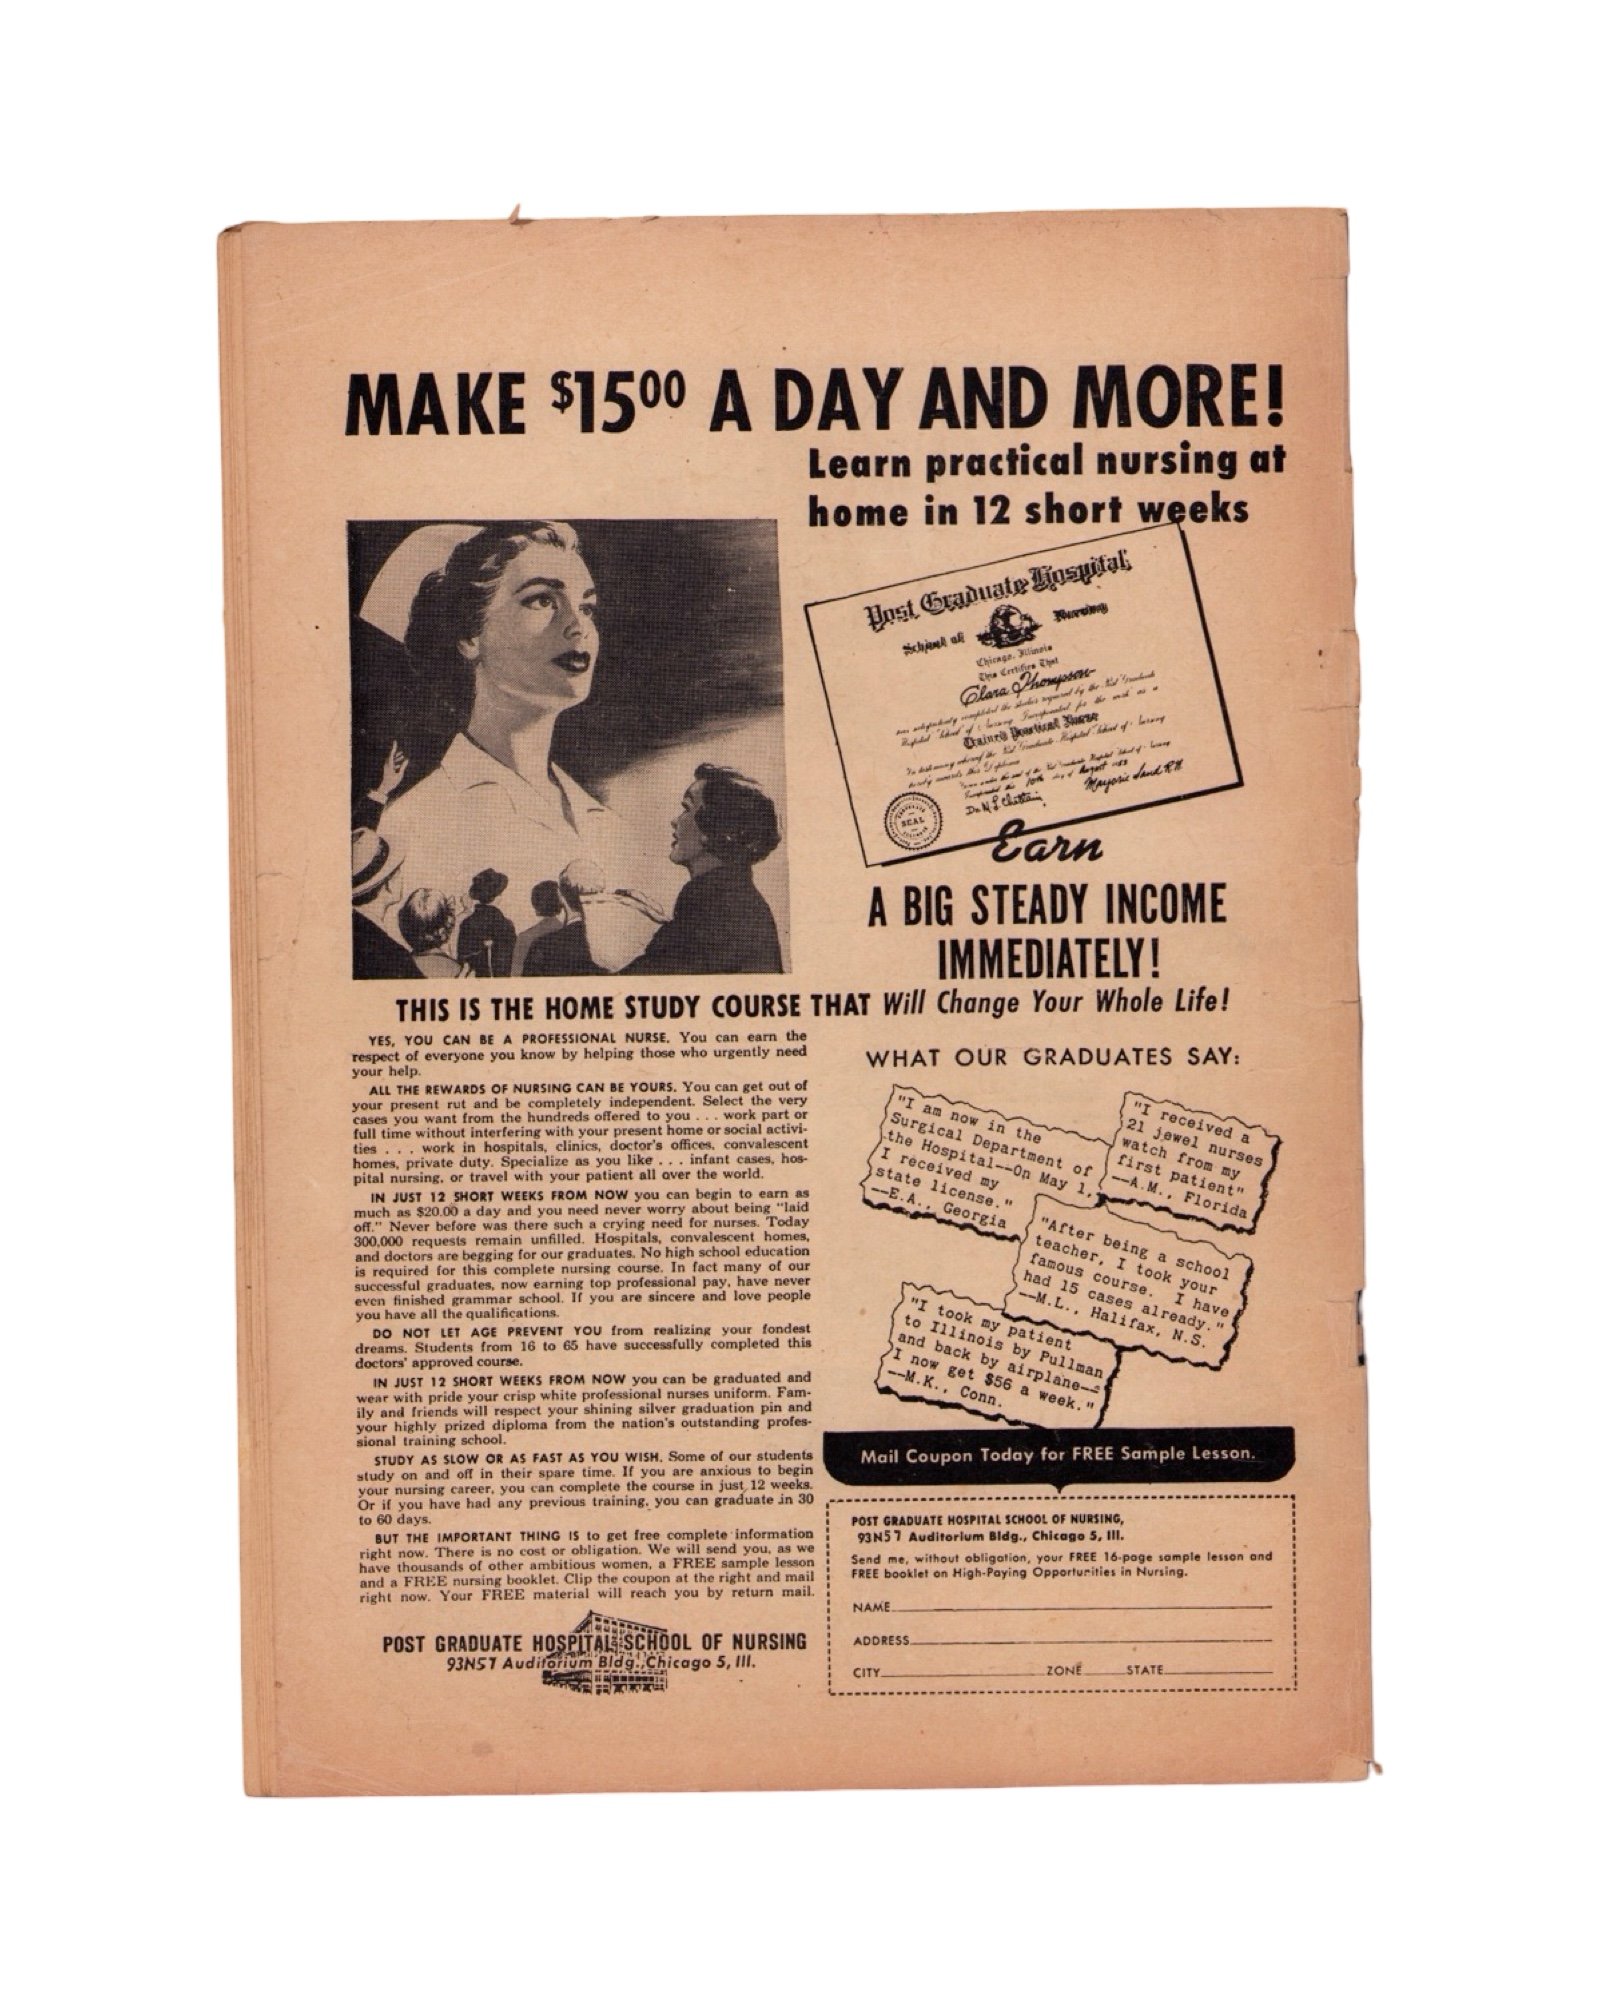 MAKE $15.00 A DAY AND MORE!
Learn practical nursing at
home in 12 short weeks
Post Graduate Hospital
School of Nursing
Chicago, Illinois
This Certifies That
Clara Thompson
Trained Practical Nurse
Marjorie Sand R.N.
SEAL
Earn
A BIG STEADY INCOME
IMMEDIATELY!
THIS IS THE HOME STUDY COURSE THAT Will Change Your Whole Life!
YES, YOU CAN BE A PROFESSIONAL NURSE. You can earn the
respect of everyone you know by helping those who urgently need
your help.
ALL THE REWARDS OF NURSING CAN BE YOURS. You can get out of
your present rut and be completely independent. Select the very
cases you want from the hundreds offered to you . . . work part or
full time without interfering with your present home or social activi-
ties . . . work in hospitals, clinics, doctor's offices, convalescent
homes, private duty. Specialize as you like . . . infant cases, hos-
pital nursing, or travel with your patient all over the world.
IN JUST 12 SHORT WEEKS FROM NOW you can begin to earn as
much as $20.00 a day and you need never worry about being "laid
off." Never before was there such a crying need for nurses. Today
300,000 requests remain unfilled. Hospitals, convalescent homes,
and doctors are begging for our graduates. No high school education
is required for this complete nursing course. In fact many of our
successful graduates, now earning top professional pay, have never
even finished grammar school. If you are sincere and love people
you have all the qualifications.
DO NOT LET AGE PREVENT YOU from realizing your fondest
dreams. Students from 16 to 65 have successfully completed this
doctors' approved course.
IN JUST 12 SHORT WEEKS FROM NOW you can be graduated and
wear with pride your crisp white professional nurses uniform. Fam-
ily and friends will respect your shining silver graduation pin and
your highly prized diploma from the nation's outstanding profes-
sional training school.
STUDY AS SLOW OR AS FAST AS YOU WISH. Some of our students
study on and off in their spare time. If you are anxious to begin
your nursing career, you can complete the course in just 12 weeks.
Or if you have had any previous training, you can graduate in 30
to 60 days.
BUT THE IMPORTANT THING IS to get free complete information
right now. There is no cost or obligation. We will send you, as we
have thousands of other ambitious women, a FREE sample lesson
and a FREE nursing booklet. Clip the coupon at the right and mail
right now. Your FREE material will reach you by return mail.
POST GRADUATE HOSPITAL SCHOOL OF NURSING
93N57 Auditorium Bldg., Chicago 5, Ill.
WHAT OUR GRADUATES SAY:
"I am now in the
Surgical Department of
the Hospital--On May 1,
I received my
state license."
--E.A., Georgia
"I received a
21 jewel nurses
watch from my
first patient"
--A.M., Florida
"After being a school
teacher, I took your
famous course. I have
had 15 cases already."
--M.L., Halifax, N.S.
"I took my patient
to Illinois by Pullman
and back by airplane--
I now get $56 a week."
--M.K., Conn.
Mail Coupon Today for FREE Sample Lesson.
POST GRADUATE HOSPITAL SCHOOL OF NURSING,
93N57 Auditorium Bldg., Chicago 5, Ill.
Send me, without obligation, your FREE 16-page sample lesson and
FREE booklet on High-Paying Opportunities in Nursing.
NAME
ADDRESS
CITY ZONE STATE